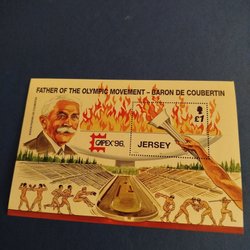 FATHER OF THE OLYMPIC MOVEMENT - BARON DE COUBERTIN
£1
CAPEX '96.
JERSEY